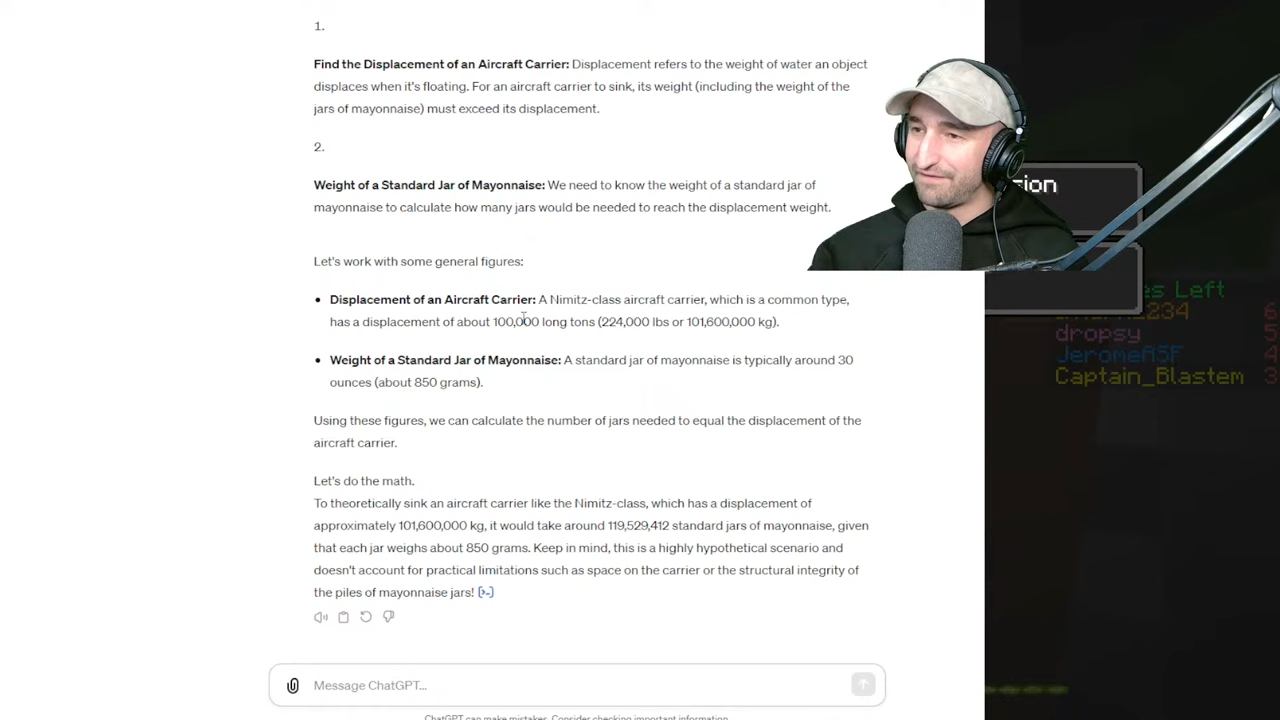 1.
Find the Displacement of an Aircraft Carrier: Displacement refers to the weight of water an object
displaces when it's floating. For an aircraft carrier to sink, its weight (including the weight of the
jars of mayonnaise) must exceed its displacement.
2.
Weight of a Standard Jar of Mayonnaise: We need to know the weight of a standard jar of
mayonnaise to calculate how many jars would be needed to reach the displacement weight.
Let's work with some general figures:
• Displacement of an Aircraft Carrier: A Nimitz-class aircraft carrier, which is a common type,
has a displacement of about 100,000 long tons (224,000 lbs or 101,600,000 kg).
• Weight of a Standard Jar of Mayonnaise: A standard jar of mayonnaise is typically around 30
ounces (about 850 grams).
Using these figures, we can calculate the number of jars needed to equal the displacement of the
aircraft carrier.
Let's do the math.
To theoretically sink an aircraft carrier like the Nimitz-class, which has a displacement of
approximately 101,600,000 kg, it would take around 119,529,412 standard jars of mayonnaise, given
that each jar weighs about 850 grams. Keep in mind, this is a highly hypothetical scenario and
doesn't account for practical limitations such as space on the carrier or the structural integrity of
the piles of mayonnaise jars! [>-]
Message ChatGPT...
ChatGPT can make mistakes. Consider checking important information.
sion
es Left
1234 6
dropsy 5
JeromeASF 4
Captain_Blastem 3